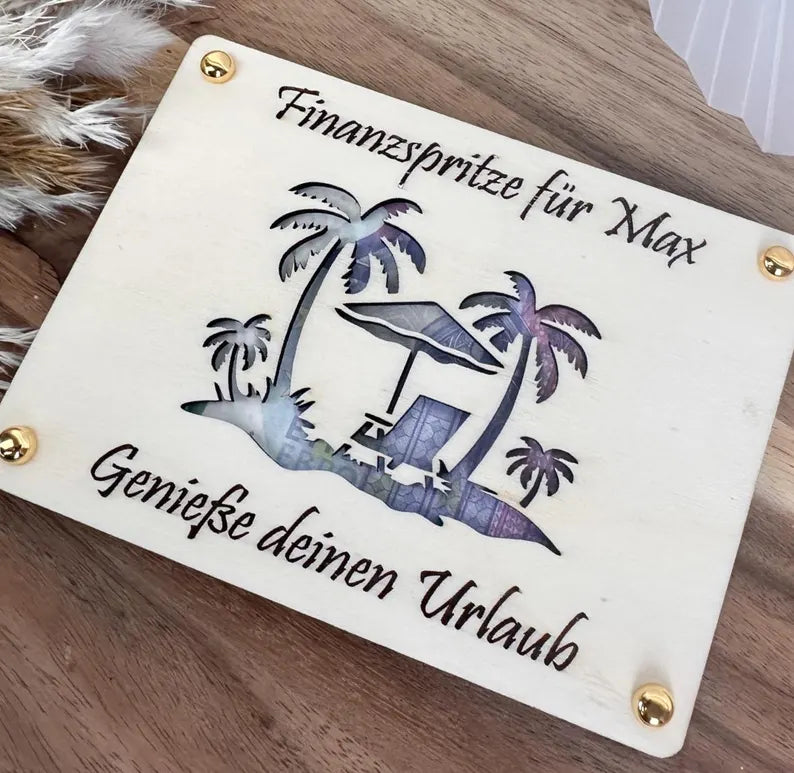 Finanzspritze für Max
Genieße deinen Urlaub